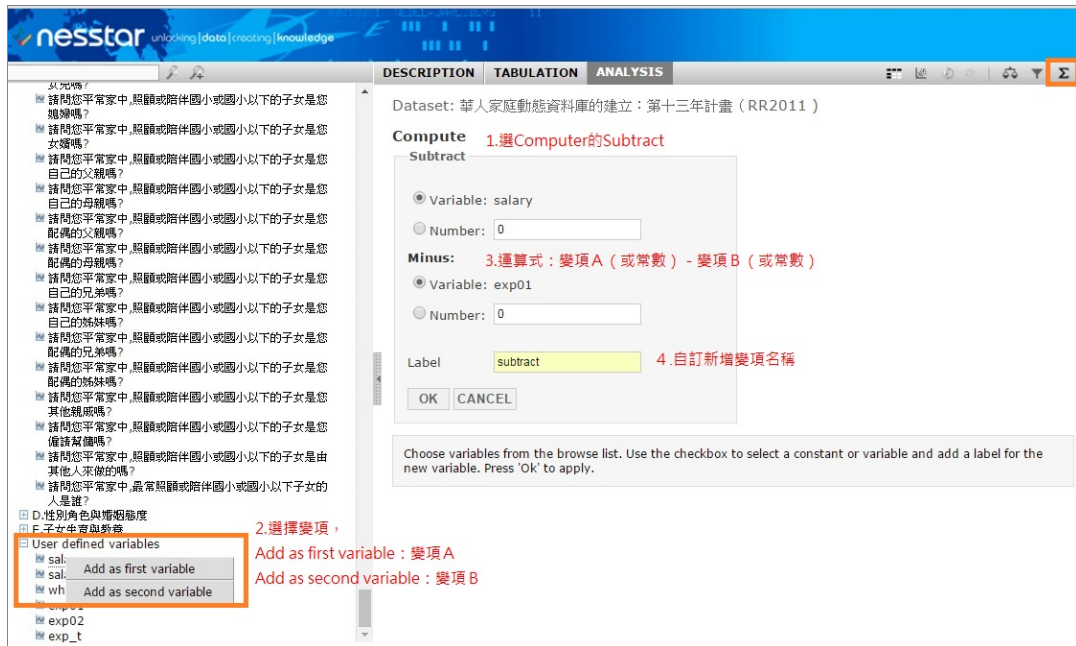 nesstar unlocking|data|creating|knowledge
DESCRIPTION TABULATION ANALYSIS
Σ
女兒嗎?
請問您平常家中,照顧或陪伴國小或國小以下的子女是您
媳婦嗎?
請問您平常家中,照顧或陪伴國小或國小以下的子女是您
女婿嗎?
請問您平常家中,照顧或陪伴國小或國小以下的子女是您
自己的父親嗎?
請問您平常家中,照顧或陪伴國小或國小以下的子女是您
自己的母親嗎?
請問您平常家中,照顧或陪伴國小或國小以下的子女是您
配偶的父親嗎?
請問您平常家中,照顧或陪伴國小或國小以下的子女是您
配偶的母親嗎?
請問您平常家中,照顧或陪伴國小或國小以下的子女是您
自己的兄弟嗎?
請問您平常家中,照顧或陪伴國小或國小以下的子女是您
自己的姊妹嗎?
請問您平常家中,照顧或陪伴國小或國小以下的子女是您
配偶的兄弟嗎?
請問您平常家中,照顧或陪伴國小或國小以下的子女是您
配偶的姊妹嗎?
請問您平常家中,照顧或陪伴國小或國小以下的子女是您
其他親戚嗎?
請問您平常家中,照顧或陪伴國小或國小以下的子女是您
僱請幫傭嗎?
請問您平常家中,照顧或陪伴國小或國小以下的子女是由
其他人來做的嗎?
請問您平常家中,最常照顧或陪伴國小或國小以下子女的
人是誰?
D.性別角色與婚姻態度
E.子女生育與教養
User defined variables
sal
Add as first variable
sal
wh
Add as second variable
exp01
exp02
exp_t
2.選擇變項，
Add as first variable：變項A
Add as second variable：變項B
Dataset: 華人家庭動態資料庫的建立：第十三年計畫（RR2011）
Compute
1.選Computer的Subtract
Subtract
Variable: salary
Number: 0
Minus:
3.運算式：變項A（或常數）-變項B（或常數）
Variable: exp01
Number: 0
Label subtract
4.自訂新增變項名稱
OK CANCEL
Choose variables from the browse list. Use the checkbox to select a constant or variable and add a label for the
new variable. Press 'Ok' to apply.